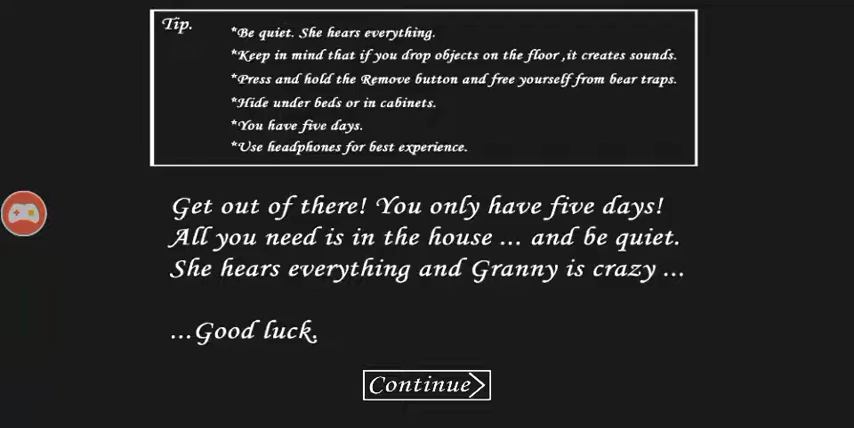 Tip.
*Be quiet. She hears everything.
*Keep in mind that if you drop objects on the floor ,it creates sounds.
*Press and hold the Remove button and free yourself from bear traps.
*Hide under beds or in cabinets.
*You have five days.
*Use headphones for best experience.
Get out of there! You only have five days!
All you need is in the house ... and be quiet.
She hears everything and Granny is crazy ...
...Good luck.
Continue>